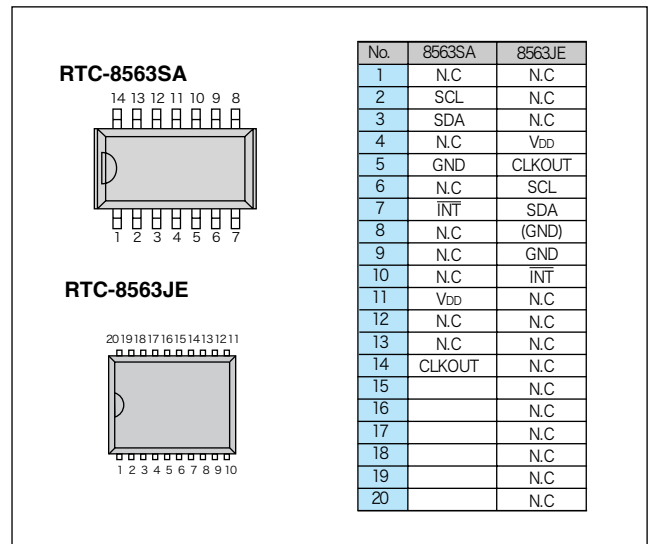 RTC-8563SA
14 13 12 11 10 9 8
1 2 3 4 5 6 7
RTC-8563JE
20 19 18 17 16 15 14 13 12 11
1 2 3 4 5 6 7 8 9 10
No. 8563SA 8563JE
1 N.C N.C
2 SCL N.C
3 SDA N.C
4 N.C VDD
5 GND CLKOUT
6 N.C SCL
7 I̅N̅T̅ SDA
8 N.C (GND)
9 N.C GND
10 N.C I̅N̅T̅
11 VDD N.C
12 N.C N.C
13 N.C N.C
14 CLKOUT N.C
15 N.C
16 N.C
17 N.C
18 N.C
19 N.C
20 N.C